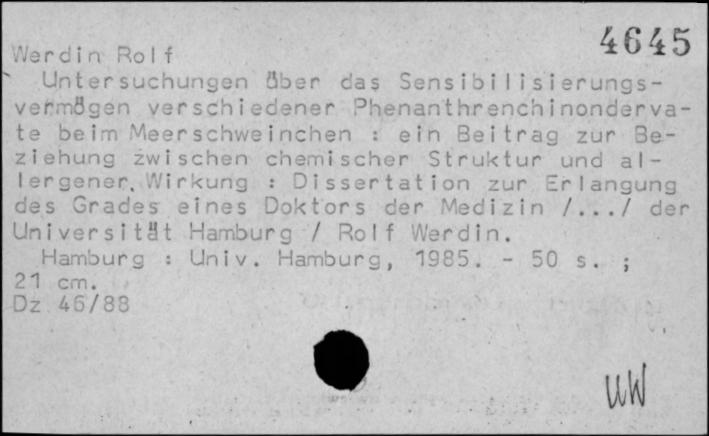 4645
Werdin Rolf
Untersuchungen über das Sensibilisierungs-
vermögen verschiedener Phenanthrenchinonderva-
te beim Meerschweinchen : ein Beitrag zur Be-
ziehung zwischen chemischer Struktur und al-
lergener. Wirkung : Dissertation zur Erlangung
des Grades eines Doktors der Medizin /.../ der
Universität Hamburg / Rolf Werdin.
Hamburg : Univ. Hamburg, 1985. - 50 s. ;
21 cm.
Dz 46/88
UW